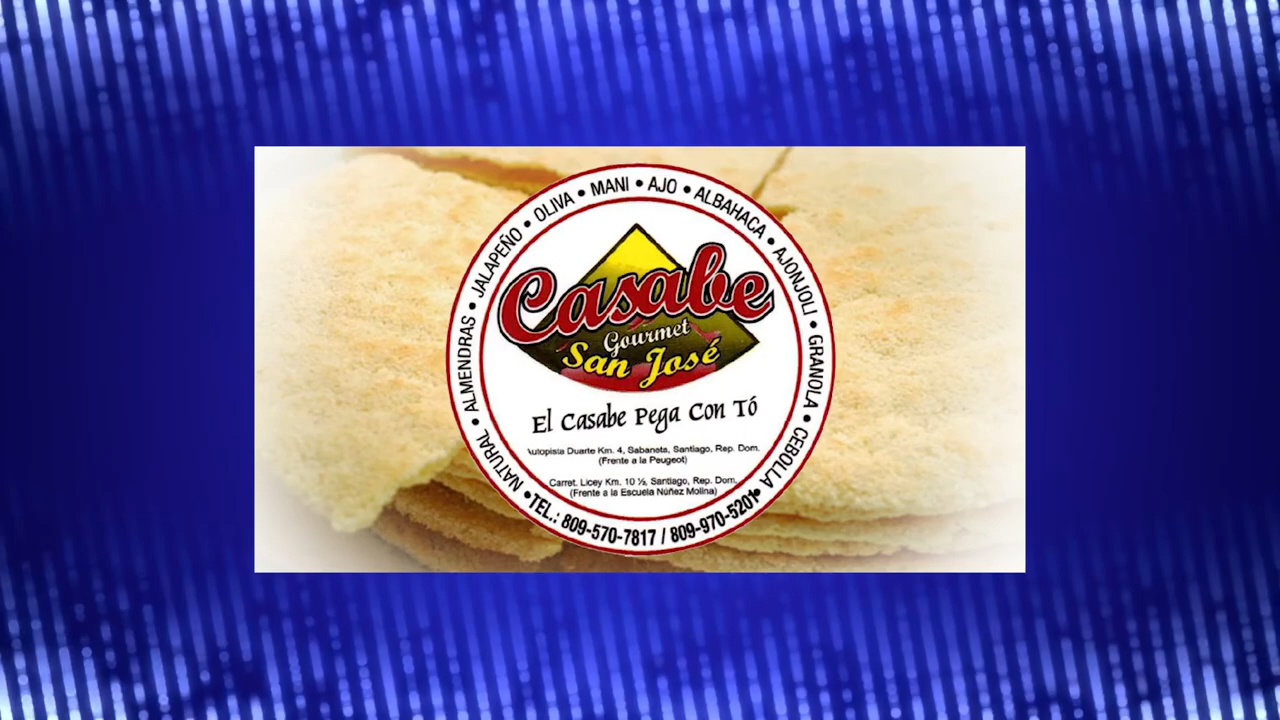 NATURAL • ALMENDRAS • JALAPEÑO • OLIVA • MANI • AJO • ALBAHACA • AJONJOLI • GRANOLA • CEBOLLA
Casabe
Gourmet
San José
El Casabe Pega Con Tó
Autopista Duarte Km. 4, Sabaneta, Santiago, Rep. Dom.
(Frente a la Peugeot)
Carret. Licey Km. 10 ½, Santiago, Rep. Dom.
(Frente a la Escuela Núñez Molina)
• TEL.: 809-570-7817 / 809-970-5201 •